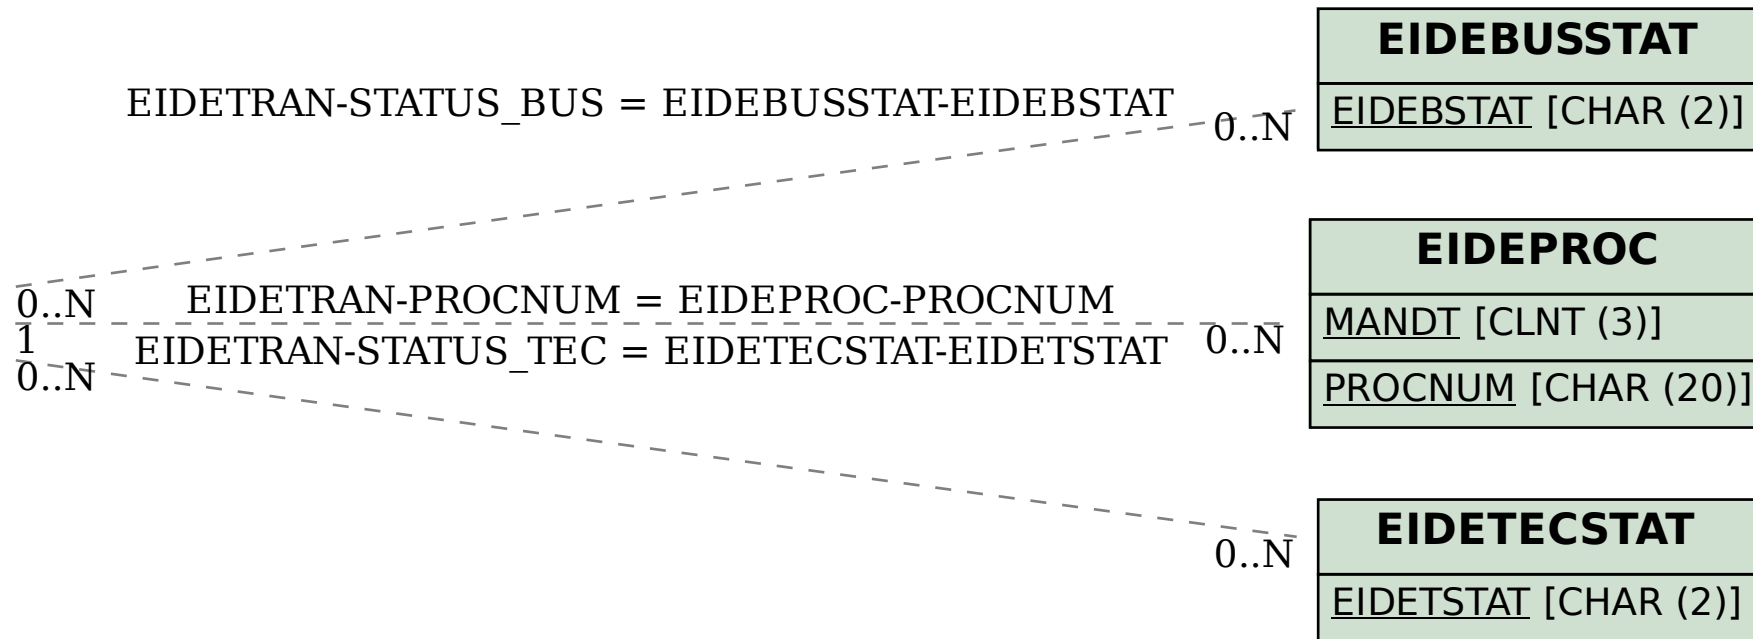 EIDEBUSSTAT
EIDETRAN-STATUS_BUS = EIDEBUSSTAT-EIDEBSTAT
0..N
EIDEBSTAT [CHAR (2)]
EIDEPROC
0..N
EIDETRAN-PROCNUM = EIDEPROC-PROCNUM
MANDT [CLNT (3)]
1
0..N
EIDETRAN-STATUS_TEC = EIDETECSTAT-EIDETSTAT
0..N
PROCNUM [CHAR (20)]
EIDETECSTAT
0..N
EIDETSTAT [CHAR (2)]